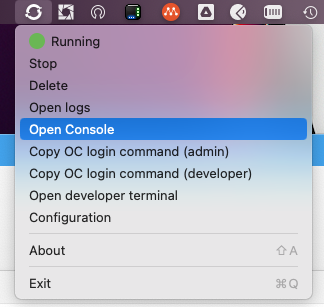 Running
Stop
Delete
Open logs
Open Console
Copy OC login command (admin)
Copy OC login command (developer)
Open developer terminal
Configuration
About ⇧ A
Exit ⌘ Q